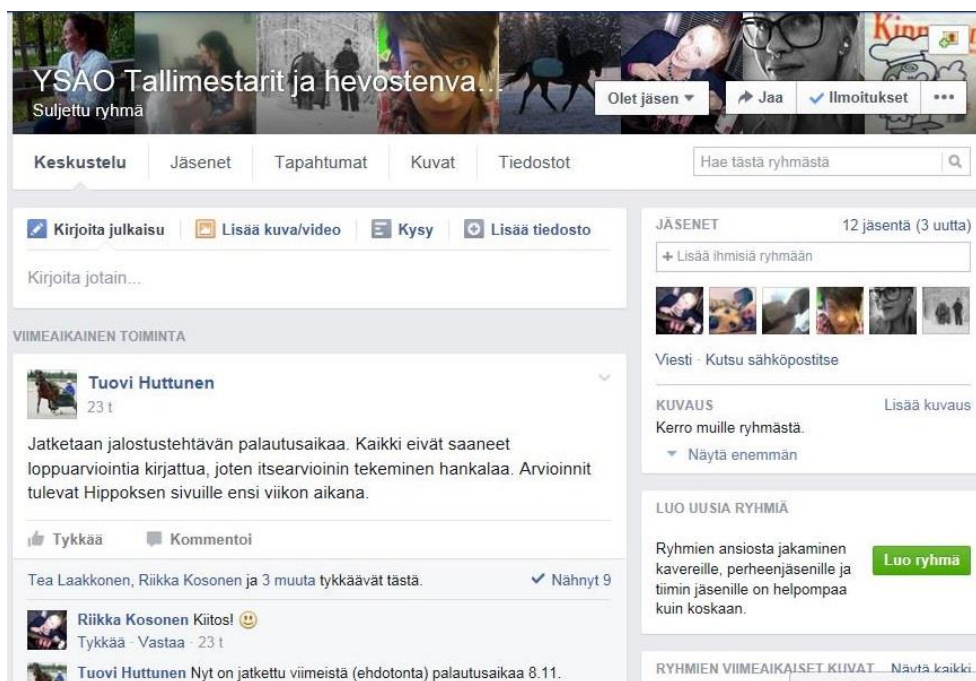 YSAO Tallimestarit ja hevostenva...
Suljettu ryhmä
Olet jäsen
Jaa
Ilmoitukset
Keskustelu
Jäsenet
Tapahtumat
Kuvat
Tiedostot
Hae tästä ryhmästä
Kirjoita julkaisu
Lisää kuva/video
Kysy
Lisää tiedosto
Kirjoita jotain...
VIIMEAIKAINEN TOIMINTA
Tuovi Huttunen
23 t
Jatketaan jalostustehtävän palautusaikaa. Kaikki eivät saaneet
loppuarviointia kirjattua, joten itsearvioinin tekeminen hankalaa. Arvioinnit
tulevat Hippoksen sivuille ensi viikon aikana.
Tykkää
Kommentoi
Tea Laakkonen, Riikka Kosonen ja 3 muuta tykkäävät tästä.
Nähnyt 9
Riikka Kosonen Kiitos!
Tykkää · Vastaa · 23 t
Tuovi Huttunen Nyt on jatkettu viimeistä (ehdotonta) palautusaikaa 8.11.
JÄSENET
12 jäsentä (3 uutta)
+ Lisää ihmisiä ryhmään
Viesti · Kutsu sähköpostitse
KUVAUS
Lisää kuvaus
Kerro muille ryhmästä.
Näytä enemmän
LUO UUSIA RYHMIÄ
Ryhmien ansiosta jakaminen
kavereille, perheenjäsenille ja
tiimin jäsenille on helpompaa
kuin koskaan.
Luo ryhmä
RYHMIEN VIIMEAIKAISET KUVAT
Näytä kaikki